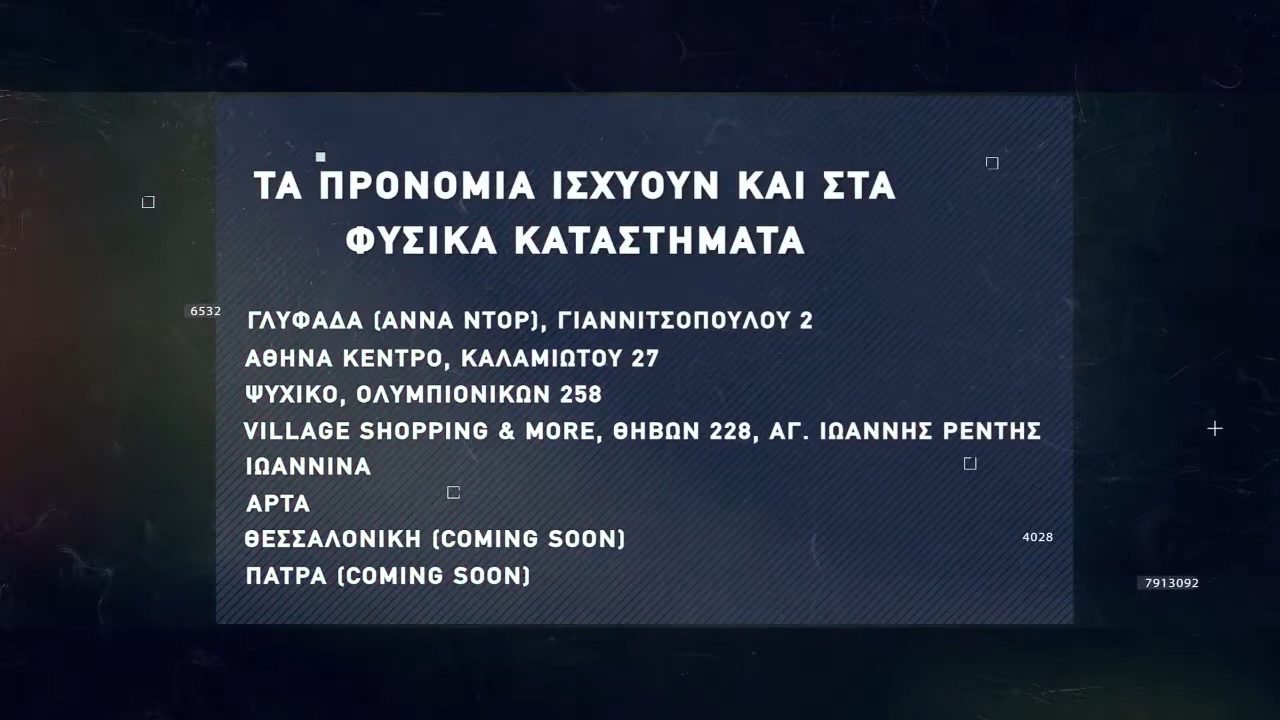 ΤΑ ΠΡΟΝΟΜΙΑ ΙΣΧΥΟΥΝ ΚΑΙ ΣΤΑ
ΦΥΣΙΚΑ ΚΑΤΑΣΤΗΜΑΤΑ
6532
ΓΛΥΦΑΔΑ (ΑΝΝΑ ΝΤΟΡ), ΓΙΑΝΝΙΤΣΟΠΟΥΛΟΥ 2
ΑΘΗΝΑ ΚΕΝΤΡΟ, ΚΑΛΑΜΙΩΤΟΥ 27
ΨΥΧΙΚΟ, ΟΛΥΜΠΙΟΝΙΚΩΝ 258
VILLAGE SHOPPING & MORE, ΘΗΒΩΝ 228, ΑΓ. ΙΩΑΝΝΗΣ ΡΕΝΤΗΣ
ΙΩΑΝΝΙΝΑ
ΑΡΤΑ
ΘΕΣΣΑΛΟΝΙΚΗ (COMING SOON)
4028
ΠΑΤΡΑ (COMING SOON)
7913092